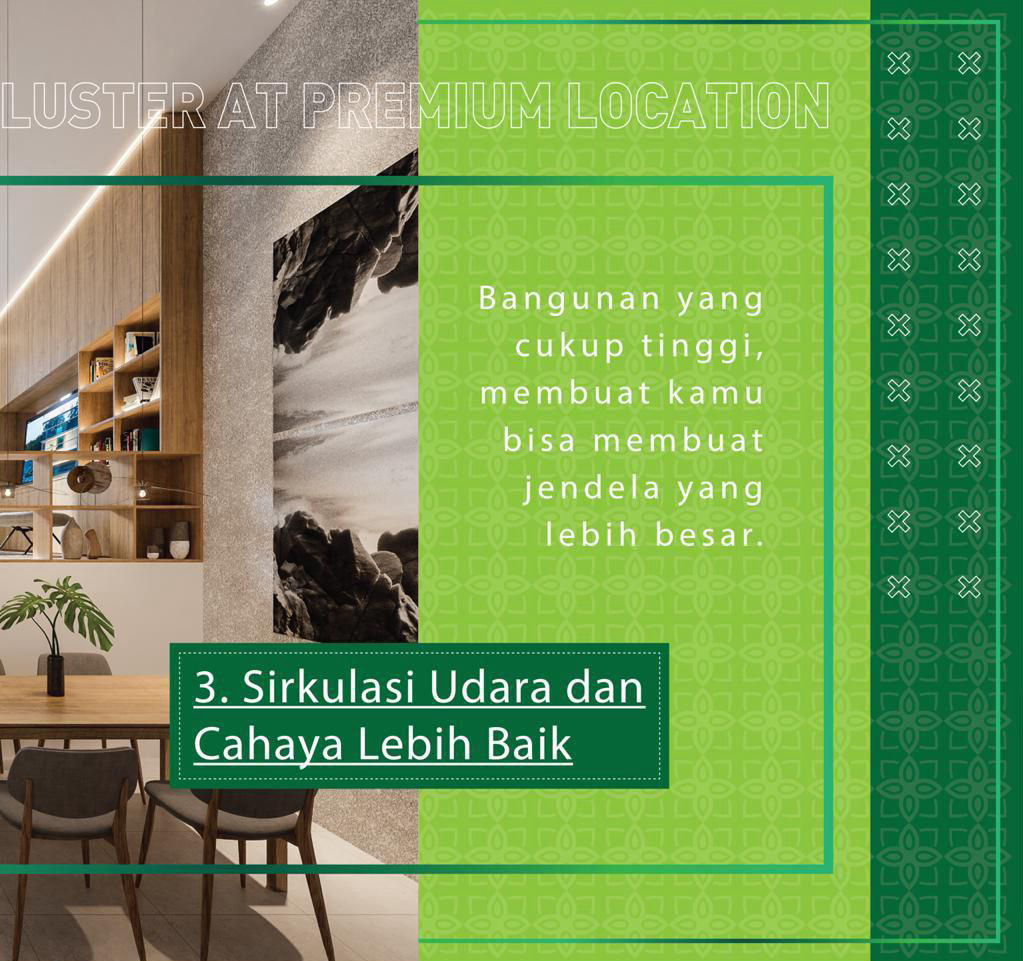 LUSTER AT PREMIUM LOCATION
Bangunan yang
cukup tinggi,
membuat kamu
bisa membuat
jendela yang
lebih besar.
3. Sirkulasi Udara dan
Cahaya Lebih Baik